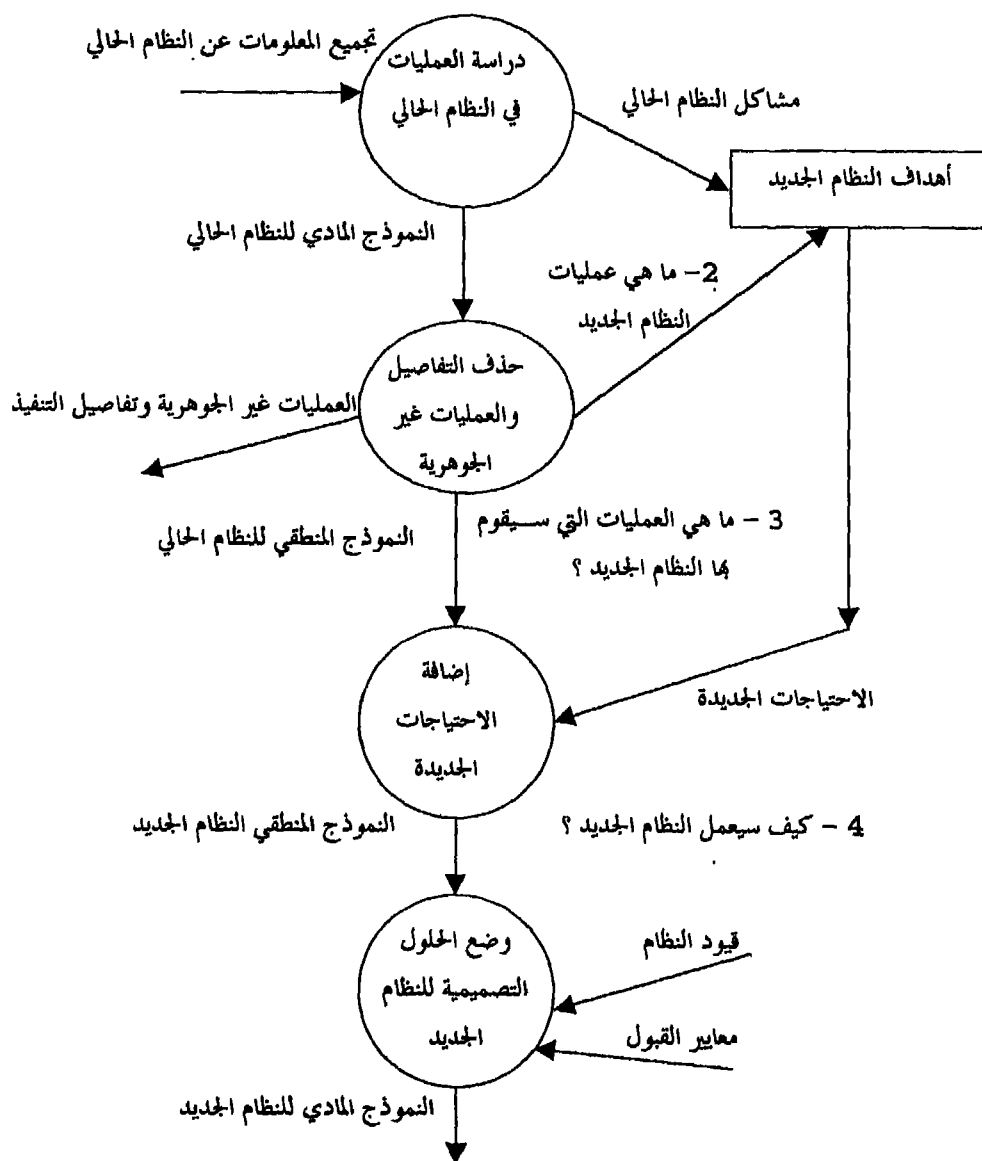 تجميع المعلومات عن النظام الحالي
دراسة العمليات
في النظام الحالي
مشاكل النظام الحالي
أهداف النظام الجديد
النموذج المادي للنظام الحالي
2- ما هي عمليات
النظام الجديد
حذف التفاصيل
والعمليات غير
الجوهرية
العمليات غير الجوهرية وتفاصيل التنفيذ
النموذج المنطقي للنظام الحالي
3 - ما هي العمليات التي سيقوم
بها النظام الجديد ؟
إضافة
الاحتياجات
الجديدة
الاحتياجات الجديدة
النموذج المنطقي النظام الجديد
4 - كيف سيعمل النظام الجديد ؟
وضع الحلول
التصميمية للنظام
الجديد
قيود النظام
معايير القبول
النموذج المادي للنظام الجديد